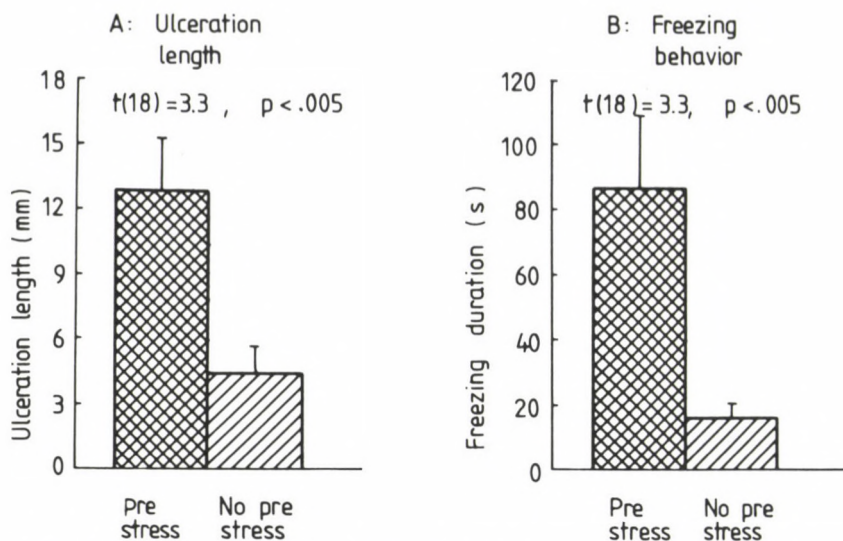 A: Ulceration
length
18
15
12
9
6
3
0
Ulceration length (mm)
t(18) = 3.3 , p < .005
Pre
stress
No pre
stress
B: Freezing
behavior
120
100
80
60
40
20
0
Freezing duration (s)
t(18) = 3.3, p < .005
Pre
stress
No pre
stress